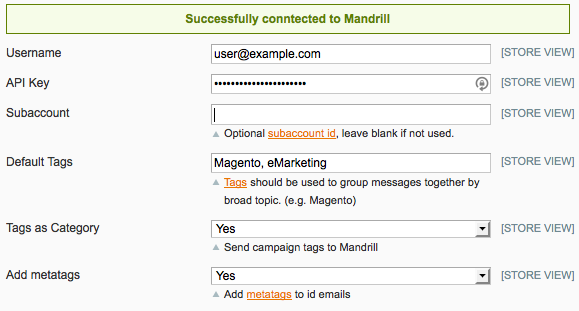 Successfully conntected to Mandrill
Username user@example.com [STORE VIEW]
API Key •••••••••••••••••••••• [STORE VIEW]
Subaccount [STORE VIEW]
Optional subaccount id, leave blank if not used.
Default Tags Magento, eMarketing [STORE VIEW]
Tags should be used to group messages together by
broad topic. (e.g. Magento)
Tags as Category Yes [STORE VIEW]
Send campaign tags to Mandrill
Add metatags Yes [STORE VIEW]
Add metatags to id emails